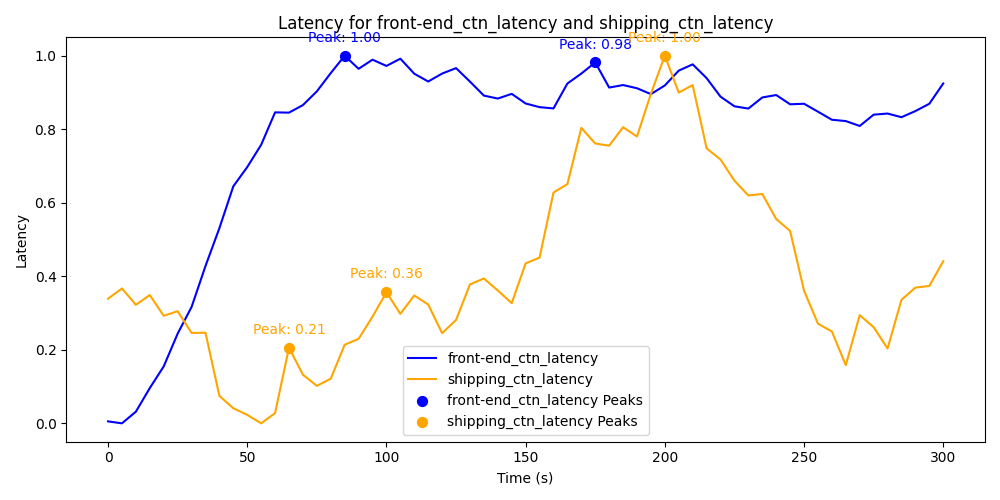 Latency for front-end_ctn_latency and shipping_ctn_latency
Peak: 1.00
Peak: 0.98
Peak: 1.00
Peak: 0.36
Peak: 0.21
Latency
1.0
0.8
0.6
0.4
0.2
0.0
front-end_ctn_latency
shipping_ctn_latency
front-end_ctn_latency Peaks
shipping_ctn_latency Peaks
0 50 100 150 200 250 300
Time (s)